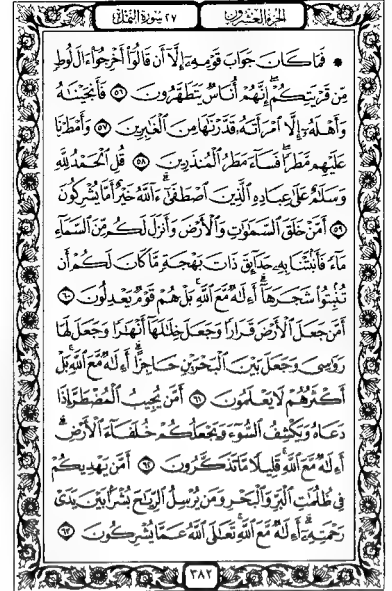 الجزء العشرون ٢٧ سورة النمل
۞ فَمَا كَانَ جَوَابَ قَوْمِهِۦٓ إِلَّآ أَن قَالُوٓا۟ أَخْرِجُوٓا۟ ءَالَ لُوطٍ
مِّن قَرْيَتِكُمْ ۖ إِنَّهُمْ أُنَاسٌ يَتَطَهَّرُونَ ٥٦ فَأَنجَيْنَـٰهُ
وَأَهْلَهُۥٓ إِلَّا ٱمْرَأَتَهُۥ قَدَّرْنَـٰهَا مِنَ ٱلْغَـٰبِرِينَ ٥٧ وَأَمْطَرْنَا
عَلَيْهِم مَّطَرًا ۖ فَسَآءَ مَطَرُ ٱلْمُنذَرِينَ ٥٨ قُلِ ٱلْحَمْدُ لِلَّهِ
وَسَلَـٰمٌ عَلَىٰ عِبَادِهِ ٱلَّذِينَ ٱصْطَفَىٰٓ ۗ ءَآللَّهُ خَيْرٌ أَمَّا يُشْرِكُونَ
٥٩ أَمَّنْ خَلَقَ ٱلسَّمَـٰوَٰتِ وَٱلْأَرْضَ وَأَنزَلَ لَكُم مِّنَ ٱلسَّمَآءِ
مَآءً فَأَنۢبَتْنَا بِهِۦ حَدَآئِقَ ذَاتَ بَهْجَةٍ مَّا كَانَ لَكُمْ أَن
تُنۢبِتُوا۟ شَجَرَهَآ ۗ أَءِلَـٰهٌ مَّعَ ٱللَّهِ ۚ بَلْ هُمْ قَوْمٌ يَعْدِلُونَ ٦٠
أَمَّن جَعَلَ ٱلْأَرْضَ قَرَارًا وَجَعَلَ خِلَـٰلَهَآ أَنْهَـٰرًا وَجَعَلَ لَهَا
رَوَٰسِىَ وَجَعَلَ بَيْنَ ٱلْبَحْرَيْنِ حَاجِزًا ۗ أَءِلَـٰهٌ مَّعَ ٱللَّهِ ۚ بَلْ
أَكْثَرُهُمْ لَا يَعْلَمُونَ ٦١ أَمَّن يُجِيبُ ٱلْمُضْطَرَّ إِذَا
دَعَاهُ وَيَكْشِفُ ٱلسُّوٓءَ وَيَجْعَلُكُمْ خُلَفَآءَ ٱلْأَرْضِ ۗ
أَءِلَـٰهٌ مَّعَ ٱللَّهِ ۚ قَلِيلًا مَّا تَذَكَّرُونَ ٦٢ أَمَّن يَهْدِيكُمْ
فِى ظُلُمَـٰتِ ٱلْبَرِّ وَٱلْبَحْرِ وَمَن يُرْسِلُ ٱلرِّيَـٰحَ بُشْرًۢا بَيْنَ يَدَىْ
رَحْمَتِهِۦٓ ۗ أَءِلَـٰهٌ مَّعَ ٱللَّهِ ۚ تَعَـٰلَى ٱللَّهُ عَمَّا يُشْرِكُونَ ٦٣
٣٨٢